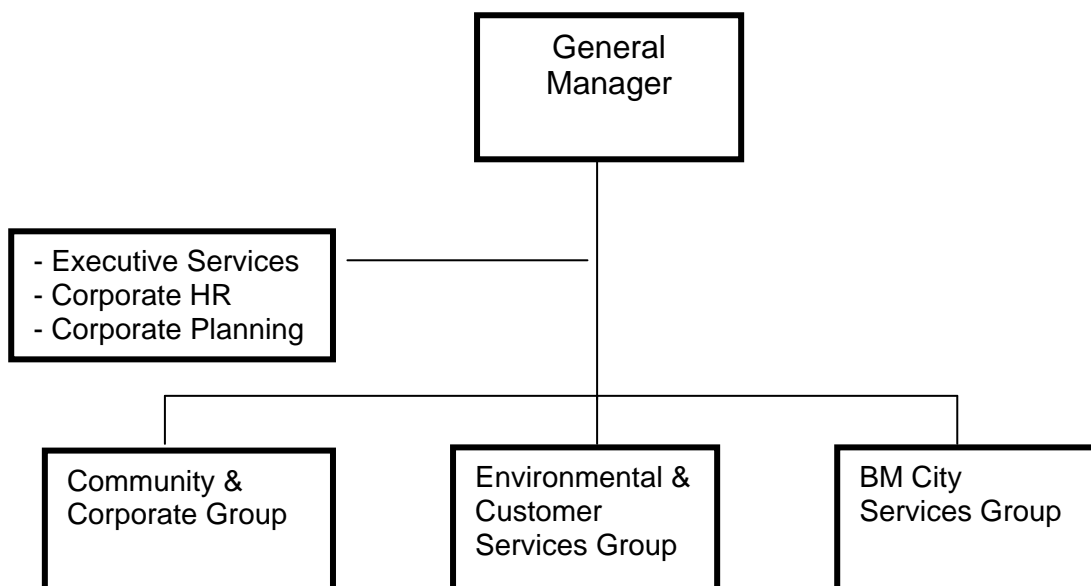 General
Manager
- Executive Services
- Corporate HR
- Corporate Planning
Community &
Corporate Group
Environmental &
Customer
Services Group
BM City
Services Group